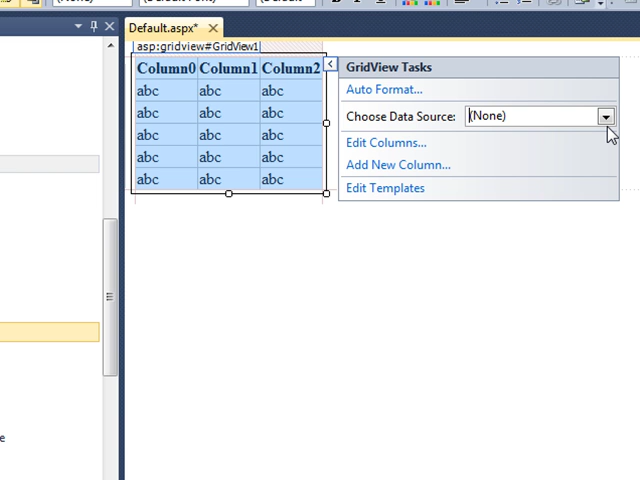 Default.aspx*
asp:gridview#GridView1
Column0 Column1 Column2
abc abc abc
abc abc abc
abc abc abc
abc abc abc
abc abc abc
GridView Tasks
Auto Format...
Choose Data Source: (None)
Edit Columns...
Add New Column...
Edit Templates
e